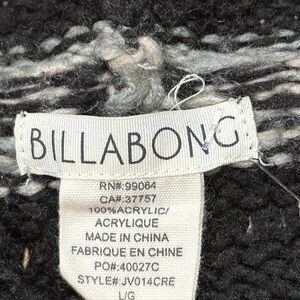 BILLABONG
RN#:99064
CA#:37757
100%ACRYLIC/
ACRYLIQUE
MADE IN CHINA
FABRIQUE EN CHINE
PO#:40027C
STYLE#:JV014CRE
L/G